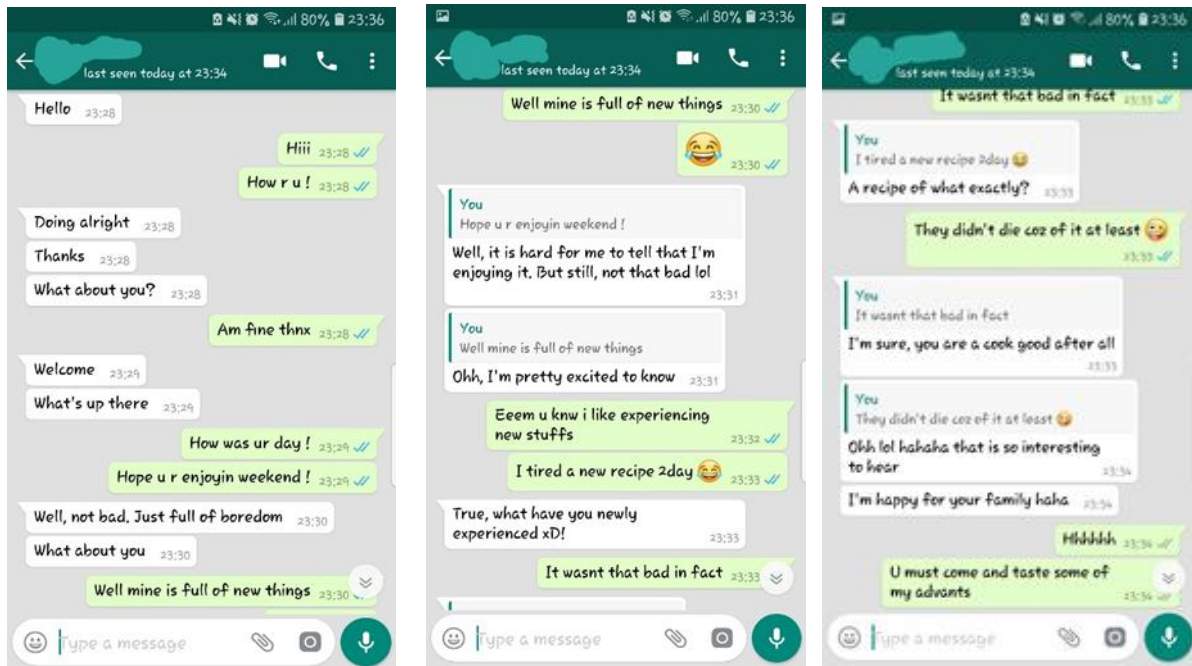 80% 23:36
last seen today at 23:34
Hello 23:28
Hiii 23:28
How r u ! 23:28
Doing alright 23:28
Thanks 23:28
What about you? 23:28
Am fine thnx 23:28
Welcome 23:29
What's up there 23:29
How was ur day ! 23:29
Hope u r enjoyin weekend ! 23:29
Well, not bad. Just full of boredom 23:30
What about you 23:30
Well mine is full of new things 23:30
Type a message
80% 23:36
last seen today at 23:34
Well mine is full of new things 23:30
😂 23:30
You
Hope u r enjoyin weekend !
Well, it is hard for me to tell that I'm
enjoying it. But still, not that bad lol
23:31
You
Well mine is full of new things
Ohh, I'm pretty excited to know 23:31
Eeem u knw i like experiencing
new stuffs 23:32
I tired a new recipe 2day 😂 23:33
True, what have you newly
experienced xD! 23:33
It wasnt that bad in fact 23:33
Type a message
80% 23:36
last seen today at 23:34
It wasnt that bad in fact 23:33
You
I tired a new recipe 2day 😂
A recipe of what exactly? 23:33
They didn't die coz of it at least 😜
23:33
You
It wasnt that bad in fact
I'm sure, you are a cook good after all
23:33
You
They didn't die coz of it at least 😜
Ohh lol hahaha that is so interesting
to hear 23:34
I'm happy for your family haha 23:34
Hhhhhh 23:34
U must come and taste some of
my advants 23:34
Type a message